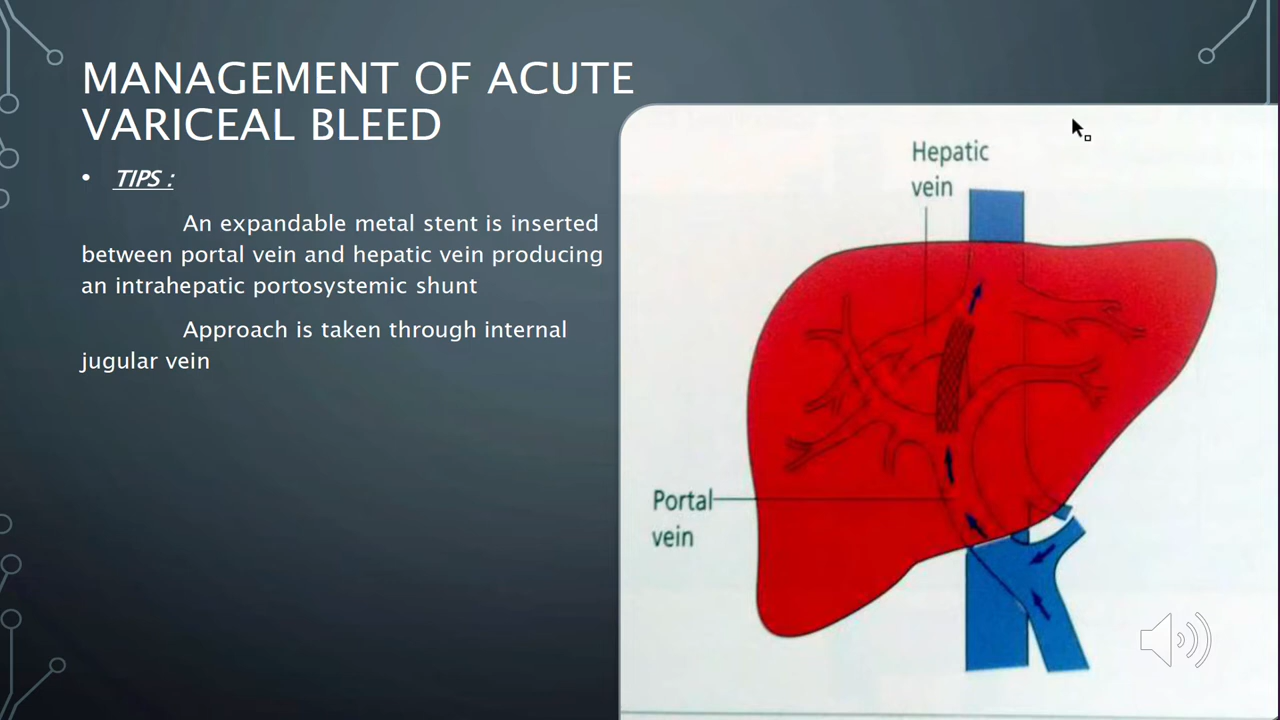 MANAGEMENT OF ACUTE
VARICEAL BLEED
• TIPS :
An expandable metal stent is inserted
between portal vein and hepatic vein producing
an intrahepatic portosystemic shunt
Approach is taken through internal
jugular vein
Hepatic
vein
Portal
vein